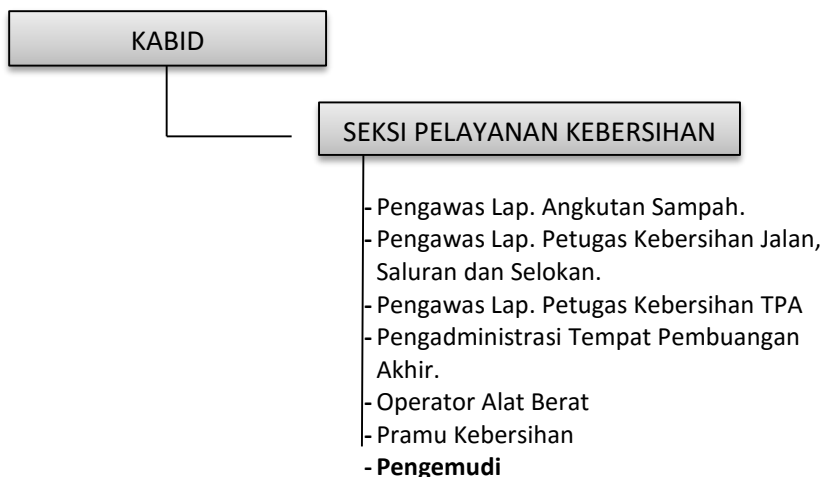 KABID
SEKSI PELAYANAN KEBERSIHAN
- Pengawas Lap. Angkutan Sampah.
- Pengawas Lap. Petugas Kebersihan Jalan,
Saluran dan Selokan.
- Pengawas Lap. Petugas Kebersihan TPA
- Pengadministrasi Tempat Pembuangan
Akhir.
- Operator Alat Berat
- Pramu Kebersihan
- Pengemudi